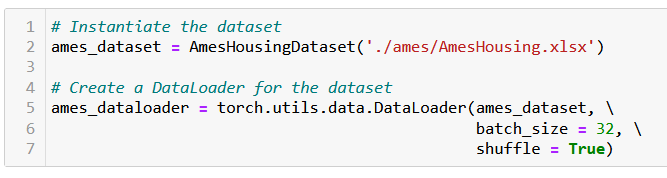 1 # Instantiate the dataset
2 ames_dataset = AmesHousingDataset('./ames/AmesHousing.xlsx')
3
4 # Create a DataLoader for the dataset
5 ames_dataloader = torch.utils.data.DataLoader(ames_dataset, \
6 batch_size = 32, \
7 shuffle = True)